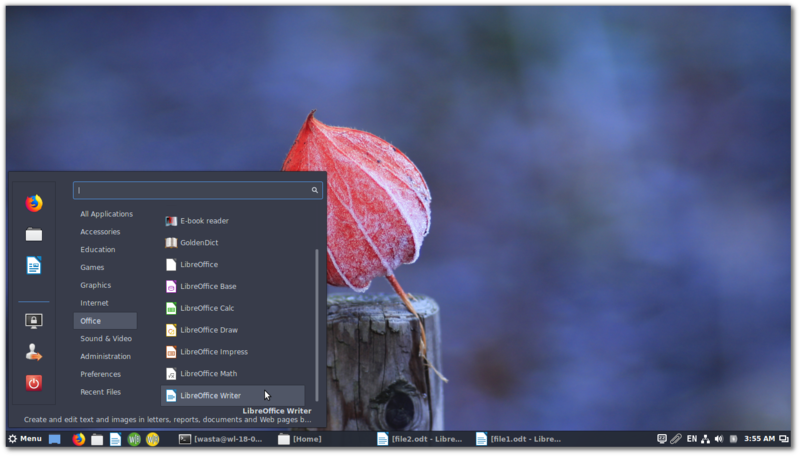 All Applications
Accessories
Education
Games
Graphics
Internet
Office
Sound & Video
Administration
Preferences
Recent Files
E-book reader
GoldenDict
LibreOffice
LibreOffice Base
LibreOffice Calc
LibreOffice Draw
LibreOffice Impress
LibreOffice Math
LibreOffice Writer
LibreOffice Writer
Create and edit text and images in letters, reports, documents and Web pages b...
Menu [wasta@wl-18-0... [Home] [file2.odt - Libre... [file1.odt - Libre... EN 3:55 AM